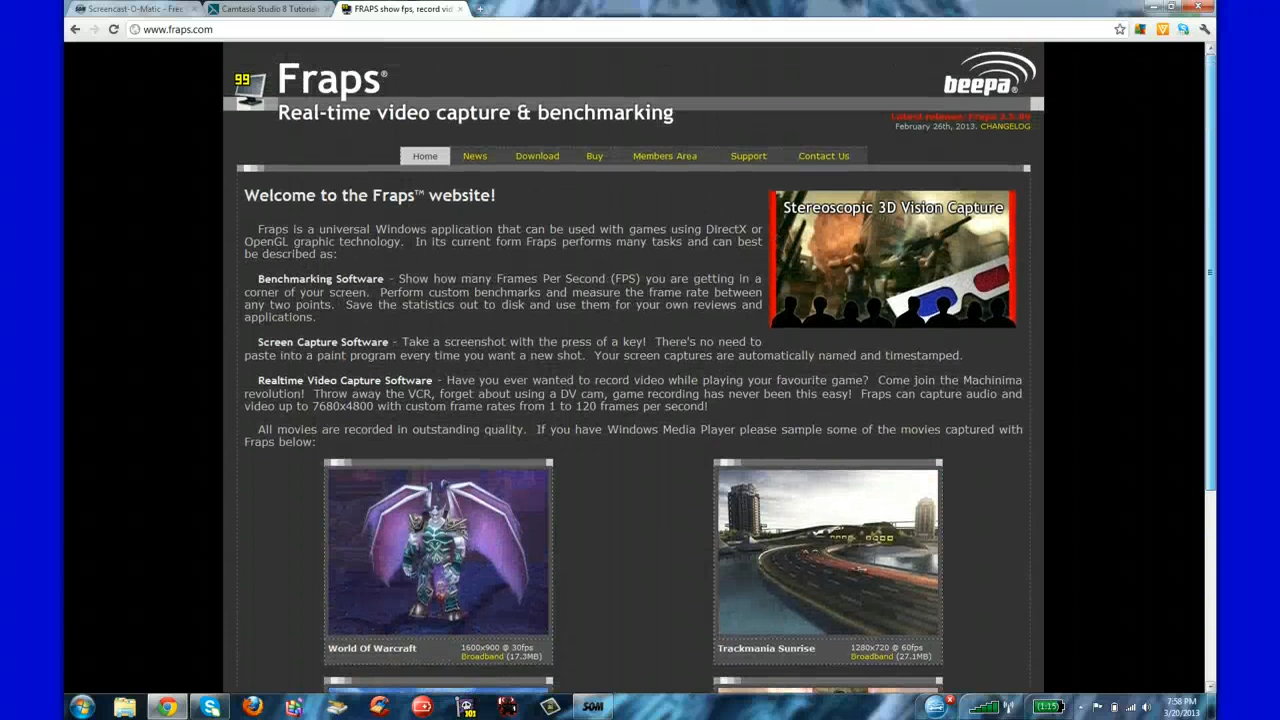 Screencast-O-Matic - Free
Camtasia Studio 8 Tutorials
FRAPS show fps, record vid
www.fraps.com
99
Fraps®
beepa®
Real-time video capture & benchmarking
Latest release: Fraps 3.5.99
February 26th, 2013. CHANGELOG
Home News Download Buy Members Area Support Contact Us
Welcome to the Fraps™ website!
Stereoscopic 3D Vision Capture
Fraps is a universal Windows application that can be used with games using DirectX or
OpenGL graphic technology. In its current form Fraps performs many tasks and can best
be described as:
Benchmarking Software - Show how many Frames Per Second (FPS) you are getting in a
corner of your screen. Perform custom benchmarks and measure the frame rate between
any two points. Save the statistics out to disk and use them for your own reviews and
applications.
Screen Capture Software - Take a screenshot with the press of a key! There's no need to
paste into a paint program every time you want a new shot. Your screen captures are automatically named and timestamped.
Realtime Video Capture Software - Have you ever wanted to record video while playing your favourite game? Come join the Machinima
revolution! Throw away the VCR, forget about using a DV cam, game recording has never been this easy! Fraps can capture audio and
video up to 7680x4800 with custom frame rates from 1 to 120 frames per second!
All movies are recorded in outstanding quality. If you have Windows Media Player please sample some of the movies captured with
Fraps below:
World Of Warcraft
1600x900 @ 30fps
Broadband (17.3MB)
Trackmania Sunrise
1280x720 @ 60fps
Broadband (27.1MB)
101
SOM
(1:15)
7:58 PM
3/20/2013